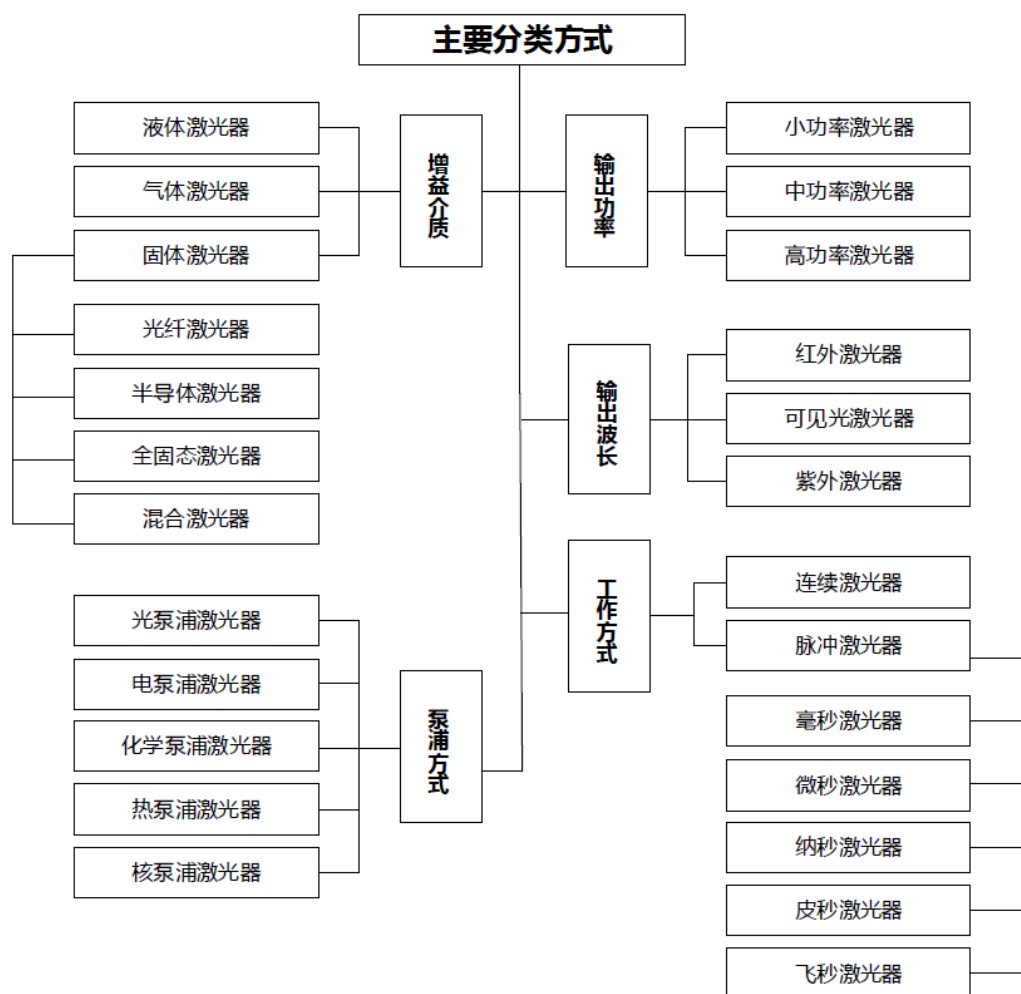 主要分类方式
增益介质
液体激光器
气体激光器
固体激光器
光纤激光器
半导体激光器
全固态激光器
混合激光器
泵浦方式
光泵浦激光器
电泵浦激光器
化学泵浦激光器
热泵浦激光器
核泵浦激光器
输出功率
小功率激光器
中功率激光器
高功率激光器
输出波长
红外激光器
可见光激光器
紫外激光器
工作方式
连续激光器
脉冲激光器
毫秒激光器
微秒激光器
纳秒激光器
皮秒激光器
飞秒激光器